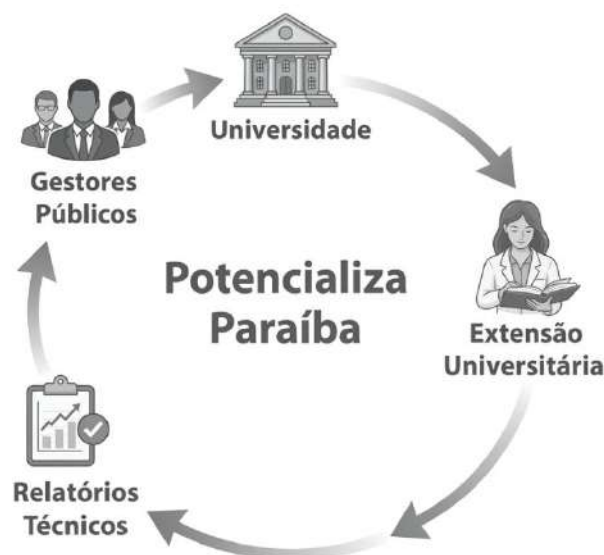 Universidade
Gestores
Públicos
Potencializa
Paraíba
Extensão
Universitária
Relatórios
Técnicos